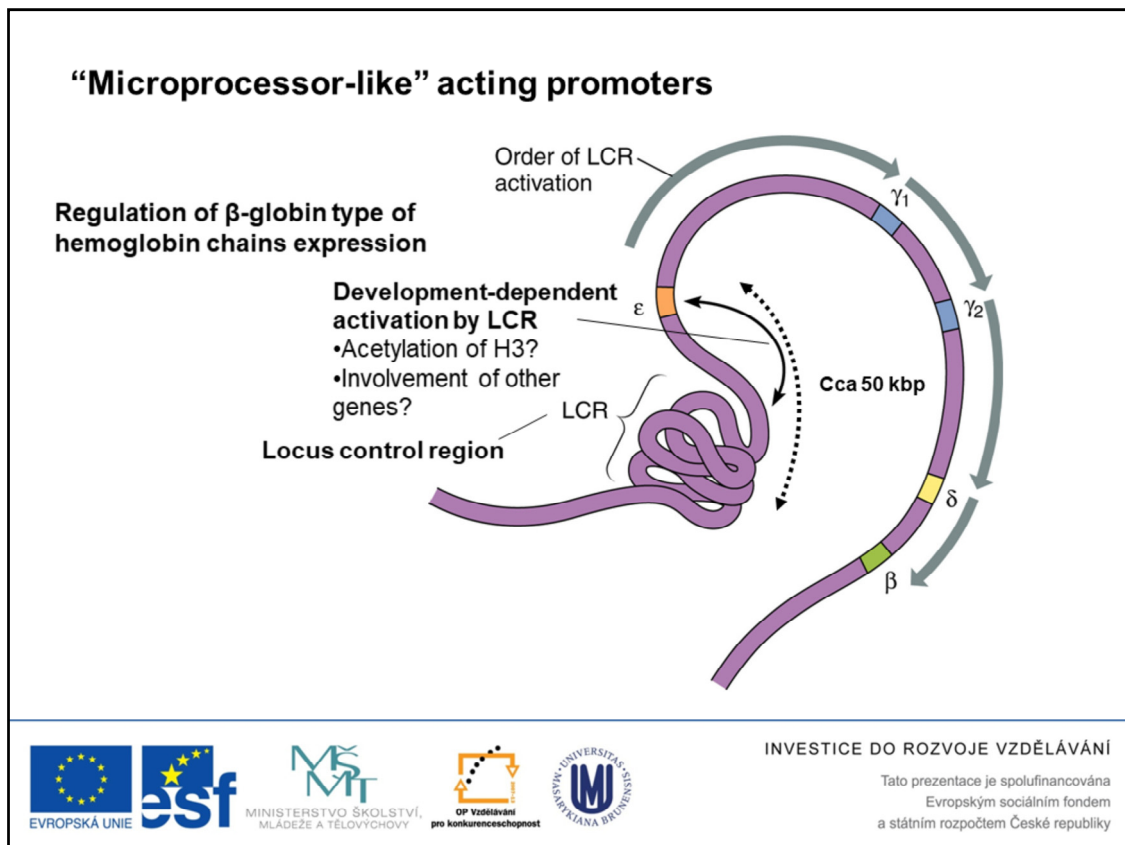 “Microprocessor-like” acting promoters
Order of LCR
activation
γ1
Regulation of β-globin type of
hemoglobin chains expression
Development-dependent
activation by LCR
•Acetylation of H3?
•Involvement of other
genes?
ε
γ2
Cca 50 kbp
LCR
Locus control region
δ
β
EVROPSKÁ UNIE
esf
MŠMT
MINISTERSTVO ŠKOLSTVÍ,
MLÁDEŽE A TĚLOVÝCHOVY
2007-13
OP Vzdělávání
pro konkurenceschopnost
UNIVERSITAS • MASARYKIANA BRUNENSIS •
INVESTICE DO ROZVOJE VZDĚLÁVÁNÍ
Tato prezentace je spolufinancována
Evropským sociálním fondem
a státním rozpočtem České republiky